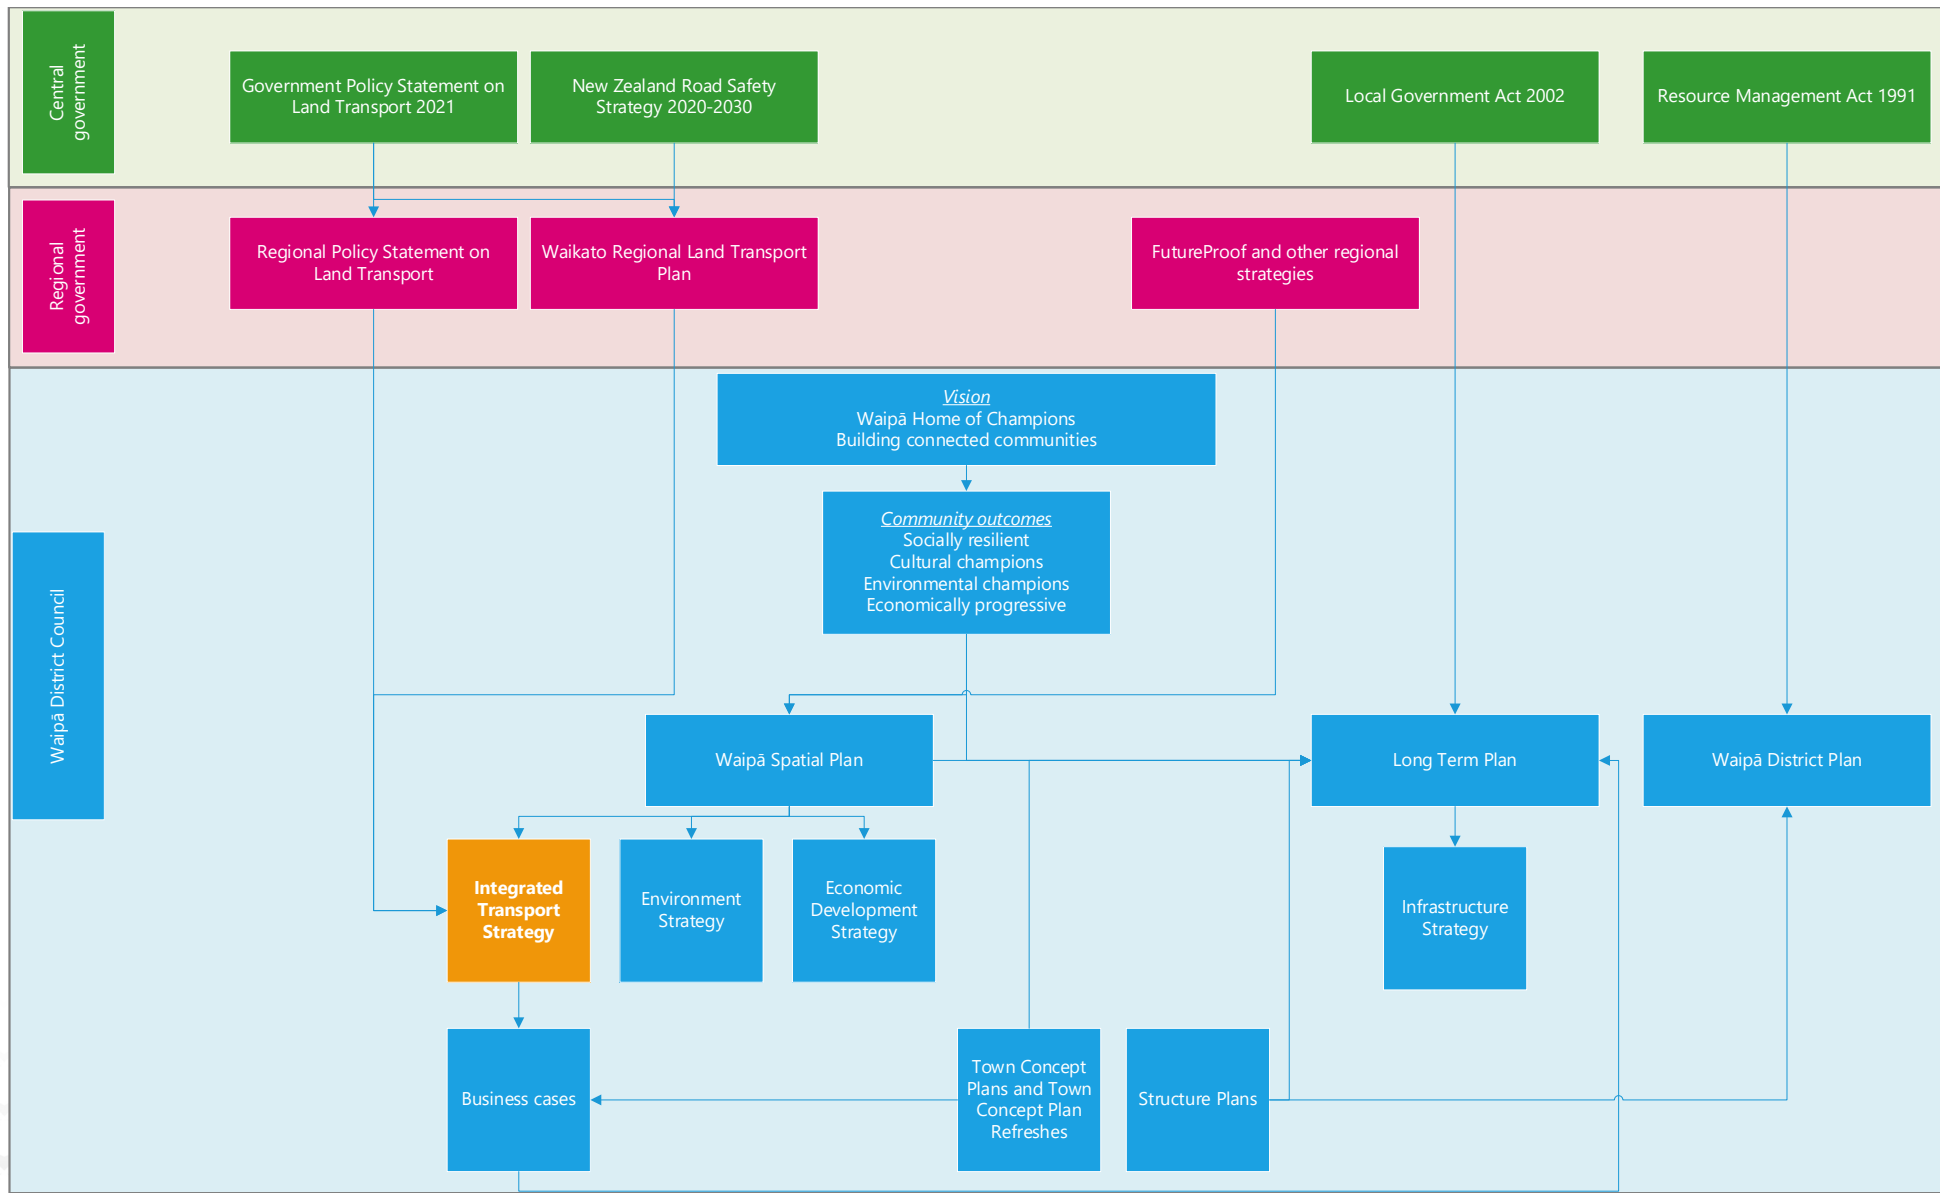 Central
government
Government Policy Statement on
Land Transport 2021
New Zealand Road Safety
Strategy 2020-2030
Local Government Act 2002
Resource Management Act 1991
Regional
government
Regional Policy Statement on
Land Transport
Waikato Regional Land Transport
Plan
FutureProof and other regional
strategies
Waipā District Council
Vision
Waipā Home of Champions
Building connected communities
Community outcomes
Socially resilient
Cultural champions
Environmental champions
Economically progressive
Waipā Spatial Plan
Long Term Plan
Waipā District Plan
Integrated
Transport
Strategy
Environment
Strategy
Economic
Development
Strategy
Infrastructure
Strategy
Business cases
Town Concept
Plans and Town
Concept Plan
Refreshes
Structure Plans